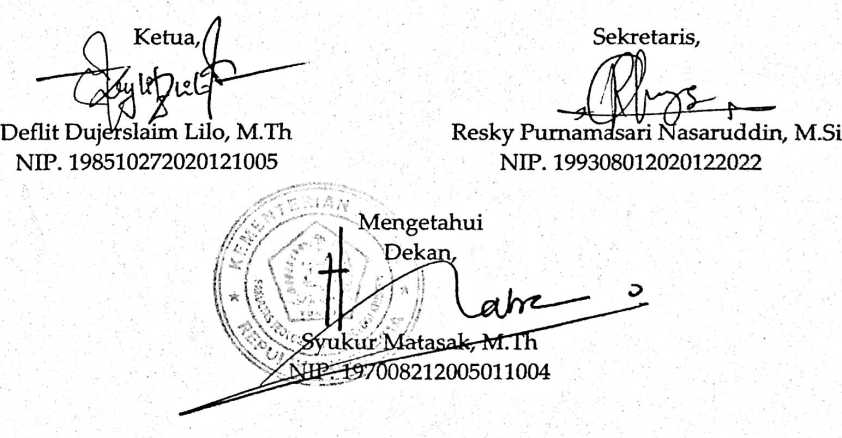 Ketua,
Sekretaris,
Deflit Dujerslaim Lilo, M.Th
Resky Purnamasari Nasaruddin, M.Si
NIP. 198510272020121005
NIP. 199308012020122022
KEMENTERIAN
Mengetahui
Dekan,
Syukur Matasak, M.Th
NIP. 197008212005011004